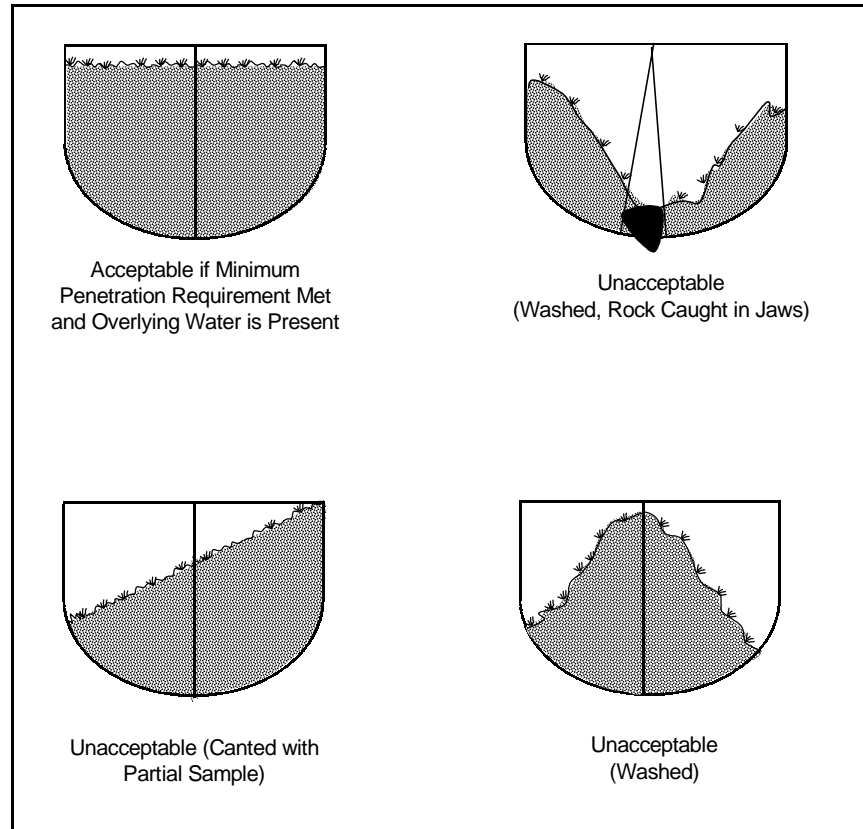 Acceptable if Minimum
Penetration Requirement Met
and Overlying Water is Present
Unacceptable
(Washed, Rock Caught in Jaws)
Unacceptable (Canted with
Partial Sample)
Unacceptable
(Washed)